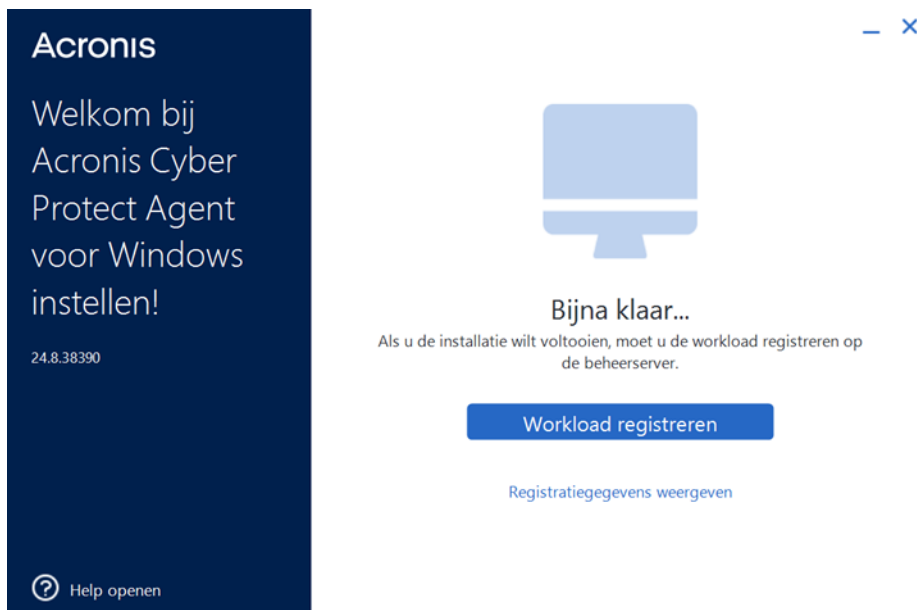 Acronis
Welkom bij
Acronis Cyber
Protect Agent
voor Windows
instellen!
24.8.38390
Help openen
Bijna klaar...
Als u de installatie wilt voltooien, moet u de workload registreren op
de beheerserver.
Workload registreren
Registratiegegevens weergeven